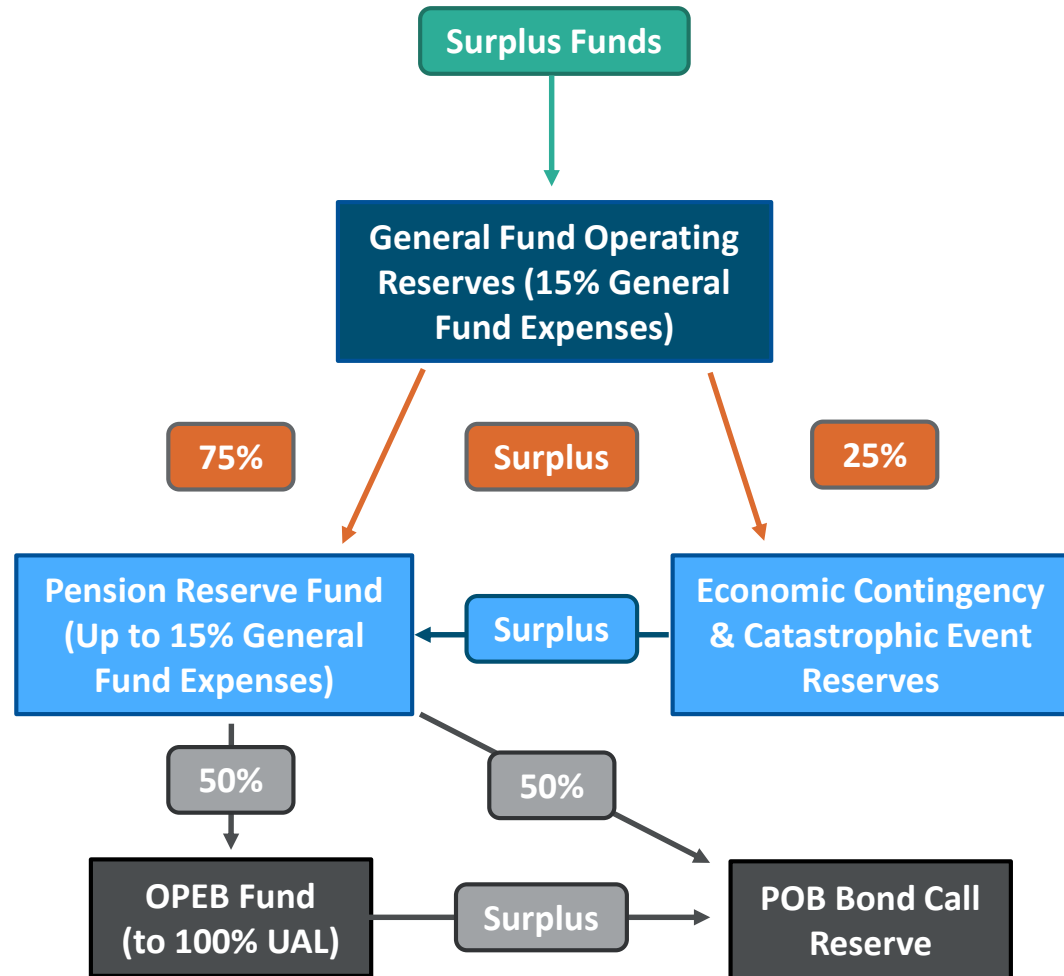 Surplus Funds
General Fund Operating
Reserves (15% General
Fund Expenses)
75%
Surplus
25%
Pension Reserve Fund
(Up to 15% General
Fund Expenses)
Surplus
Economic Contingency
& Catastrophic Event
Reserves
50%
50%
OPEB Fund
(to 100% UAL)
Surplus
POB Bond Call
Reserve